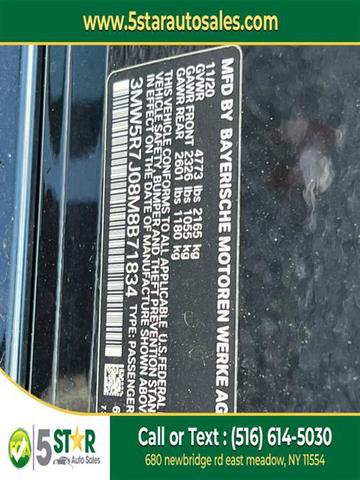 https://www.5starautosales.com/
MFD BY BAYERISCHE MOTOREN WERKE AG
11/20
GVWR 4773 lbs 2165 kg
GAWR FRONT 2326 lbs 1055 kg
GAWR REAR 2601 lbs 1180 kg
THIS VEHICLE CONFORMS TO ALL APPLICABLE U.S. FEDERAL
VEHICLE SAFETY, BUMPER, AND THEFT PREVENTION
IN EFFECT ON THE DATE OF MANUFACTURE SHOWN ABOV
3MW5R7J08M8B71834 TYPE: PASSENGER
5 STAR
Auto Sales
Call or Text : (516) 614-5030
680 newbridge rd east meadow, NY 11554